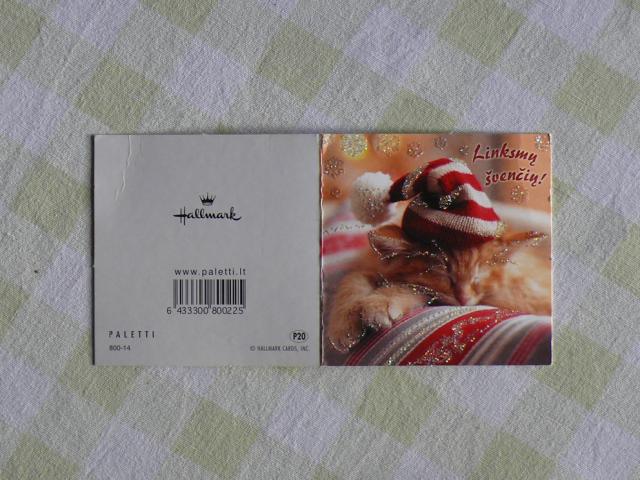 Hallmark
www.paletti.lt
6 433300 800225
PALETTI
P20
800-14
© HALLMARK CARDS, INC.
Linksmų
švenčių!